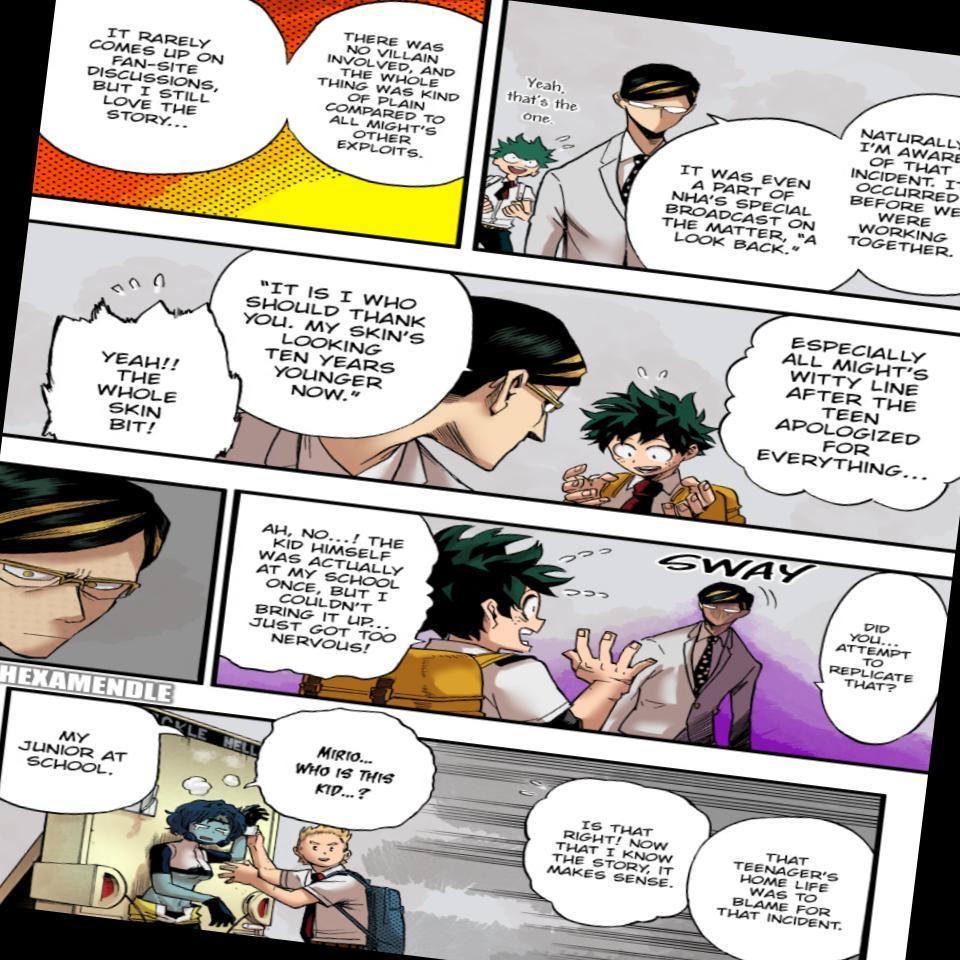 THERE WAS
NO VILLAIN
INVOLVED, AND
THE WHOLE
THING WAS KIND
OF PLAIN
COMPARED TO
ALL MIGHT'S
OTHER
EXPLOITS.
IT RARELY
COMES UP ON
FAN-SITE
DISCUSSIONS,
BUT I STILL
LOVE THE
STORY...
NATURALLY
I'M AWARE
OF THAT
INCIDENT. IT
OCCURRED
BEFORE WE
WERE
WORKING
TOGETHER.
IT WAS EVEN
A PART OF
NHA'S SPECIAL
BROADCAST ON
THE MATTER, "A
LOOK BACK."
Yeah,
that's the
one.
ESPECIALLY
ALL MIGHT'S
WITTY LINE
AFTER THE
TEEN
APOLOGIZED
FOR
EVERYTHING...
"IT IS I WHO
SHOULD THANK
YOU. MY SKIN'S
LOOKING
TEN YEARS
YOUNGER
NOW."
YEAH!!
THE
WHOLE
SKIN
BIT!
DID
YOU...
ATTEMPT
TO
REPLICATE
THAT?
SWAY
AH, NO...! THE
KID HIMSELF
WAS ACTUALLY
AT MY SCHOOL
ONCE, BUT I
COULDN'T
BRING IT UP...
JUST GOT TOO
NERVOUS!
HEXAMENDLE
THAT
TEENAGER'S
HOME LIFE
WAS TO
BLAME FOR
THAT INCIDENT.
IS THAT
RIGHT! NOW
THAT I KNOW
THE STORY, IT
MAKES SENSE.
MIRIO...
WHO IS THIS
KID...?
CKLE HELL
MY
JUNIOR AT
SCHOOL.